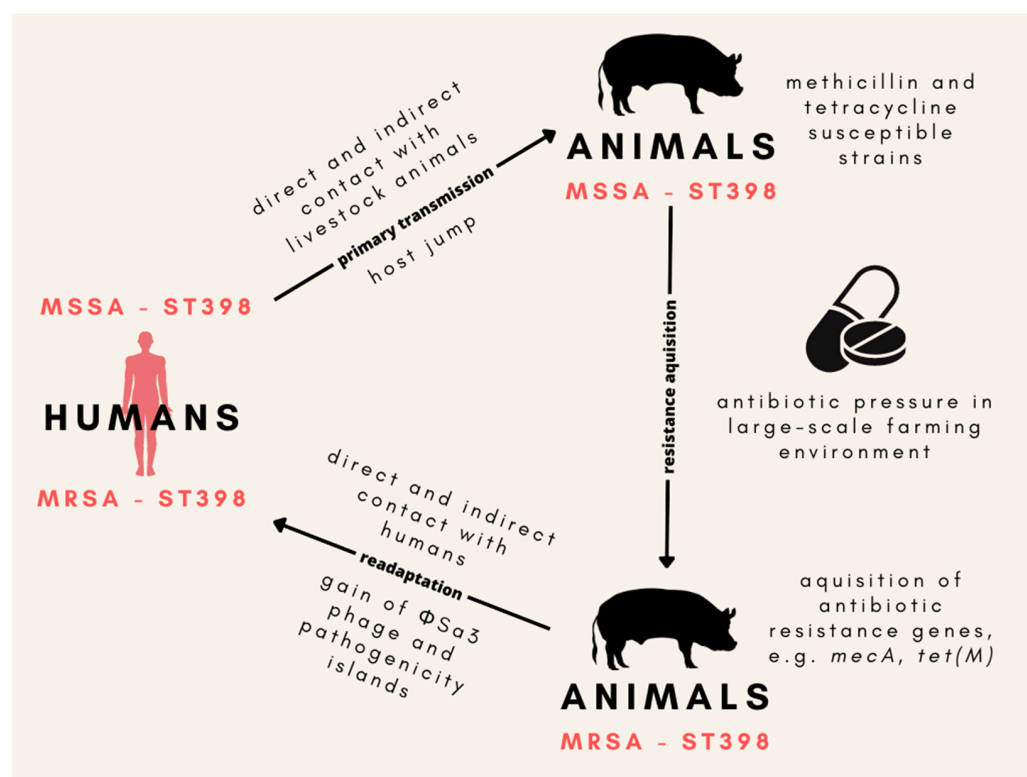 direct and indirect
contact with
livestock animals
primary transmission
host jump
ANIMALS
MSSA - ST398
methicillin and
tetracycline
susceptible
strains
MSSA - ST398
HUMANS
MRSA - ST398
resistance aquisition
antibiotic pressure in
large-scale farming
environment
direct and indirect
contact with
humans
readaptation
gain of ΦSa3
phage and
pathogenicity
islands
ANIMALS
MRSA - ST398
aquisition of
antibiotic
resistance genes,
e.g. mecA, tet(M)